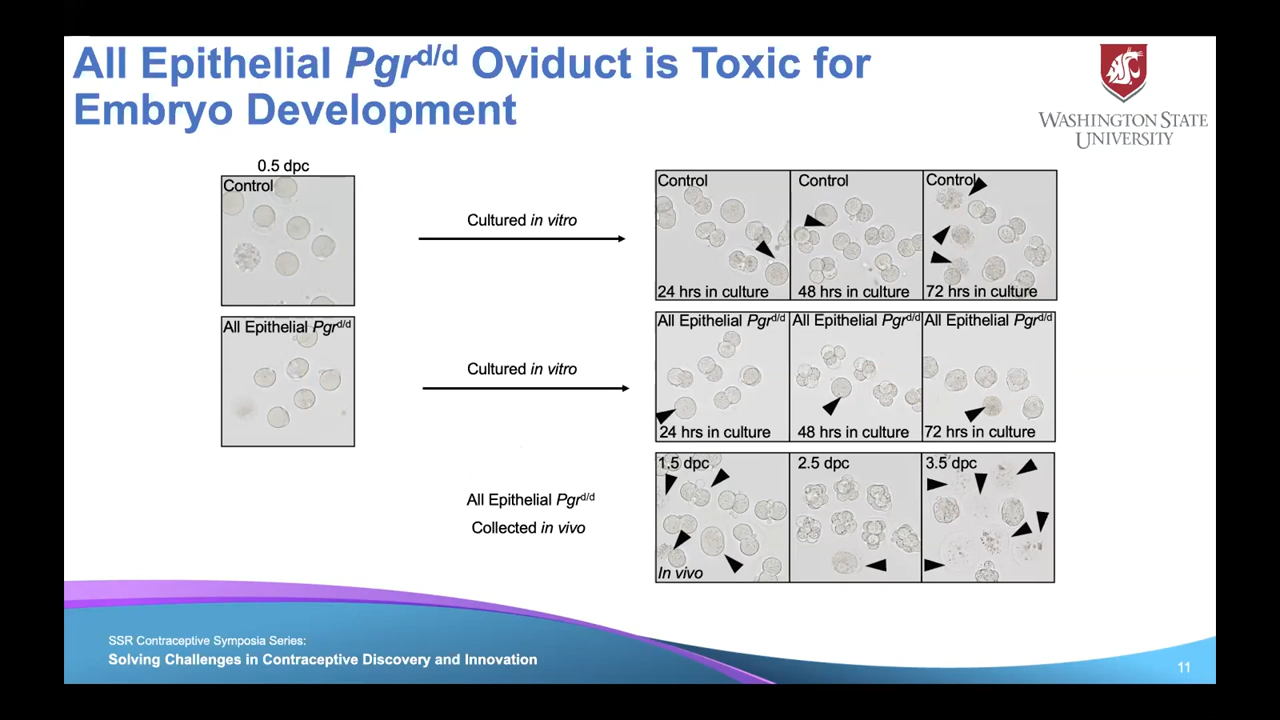 All Epithelial Pgrd/d Oviduct is Toxic for
Embryo Development
WASHINGTON STATE
UNIVERSITY
0.5 dpc
Control
Cultured in vitro
Control
Control
Control
24 hrs in culture
48 hrs in culture
72 hrs in culture
All Epithelial Pgrd/d
Cultured in vitro
All Epithelial Pgrd/d
All Epithelial Pgrd/d
All Epithelial Pgrd/d
24 hrs in culture
48 hrs in culture
72 hrs in culture
All Epithelial Pgrd/d
Collected in vivo
1.5 dpc
2.5 dpc
3.5 dpc
In vivo
SSR Contraceptive Symposia Series:
Solving Challenges in Contraceptive Discovery and Innovation
11